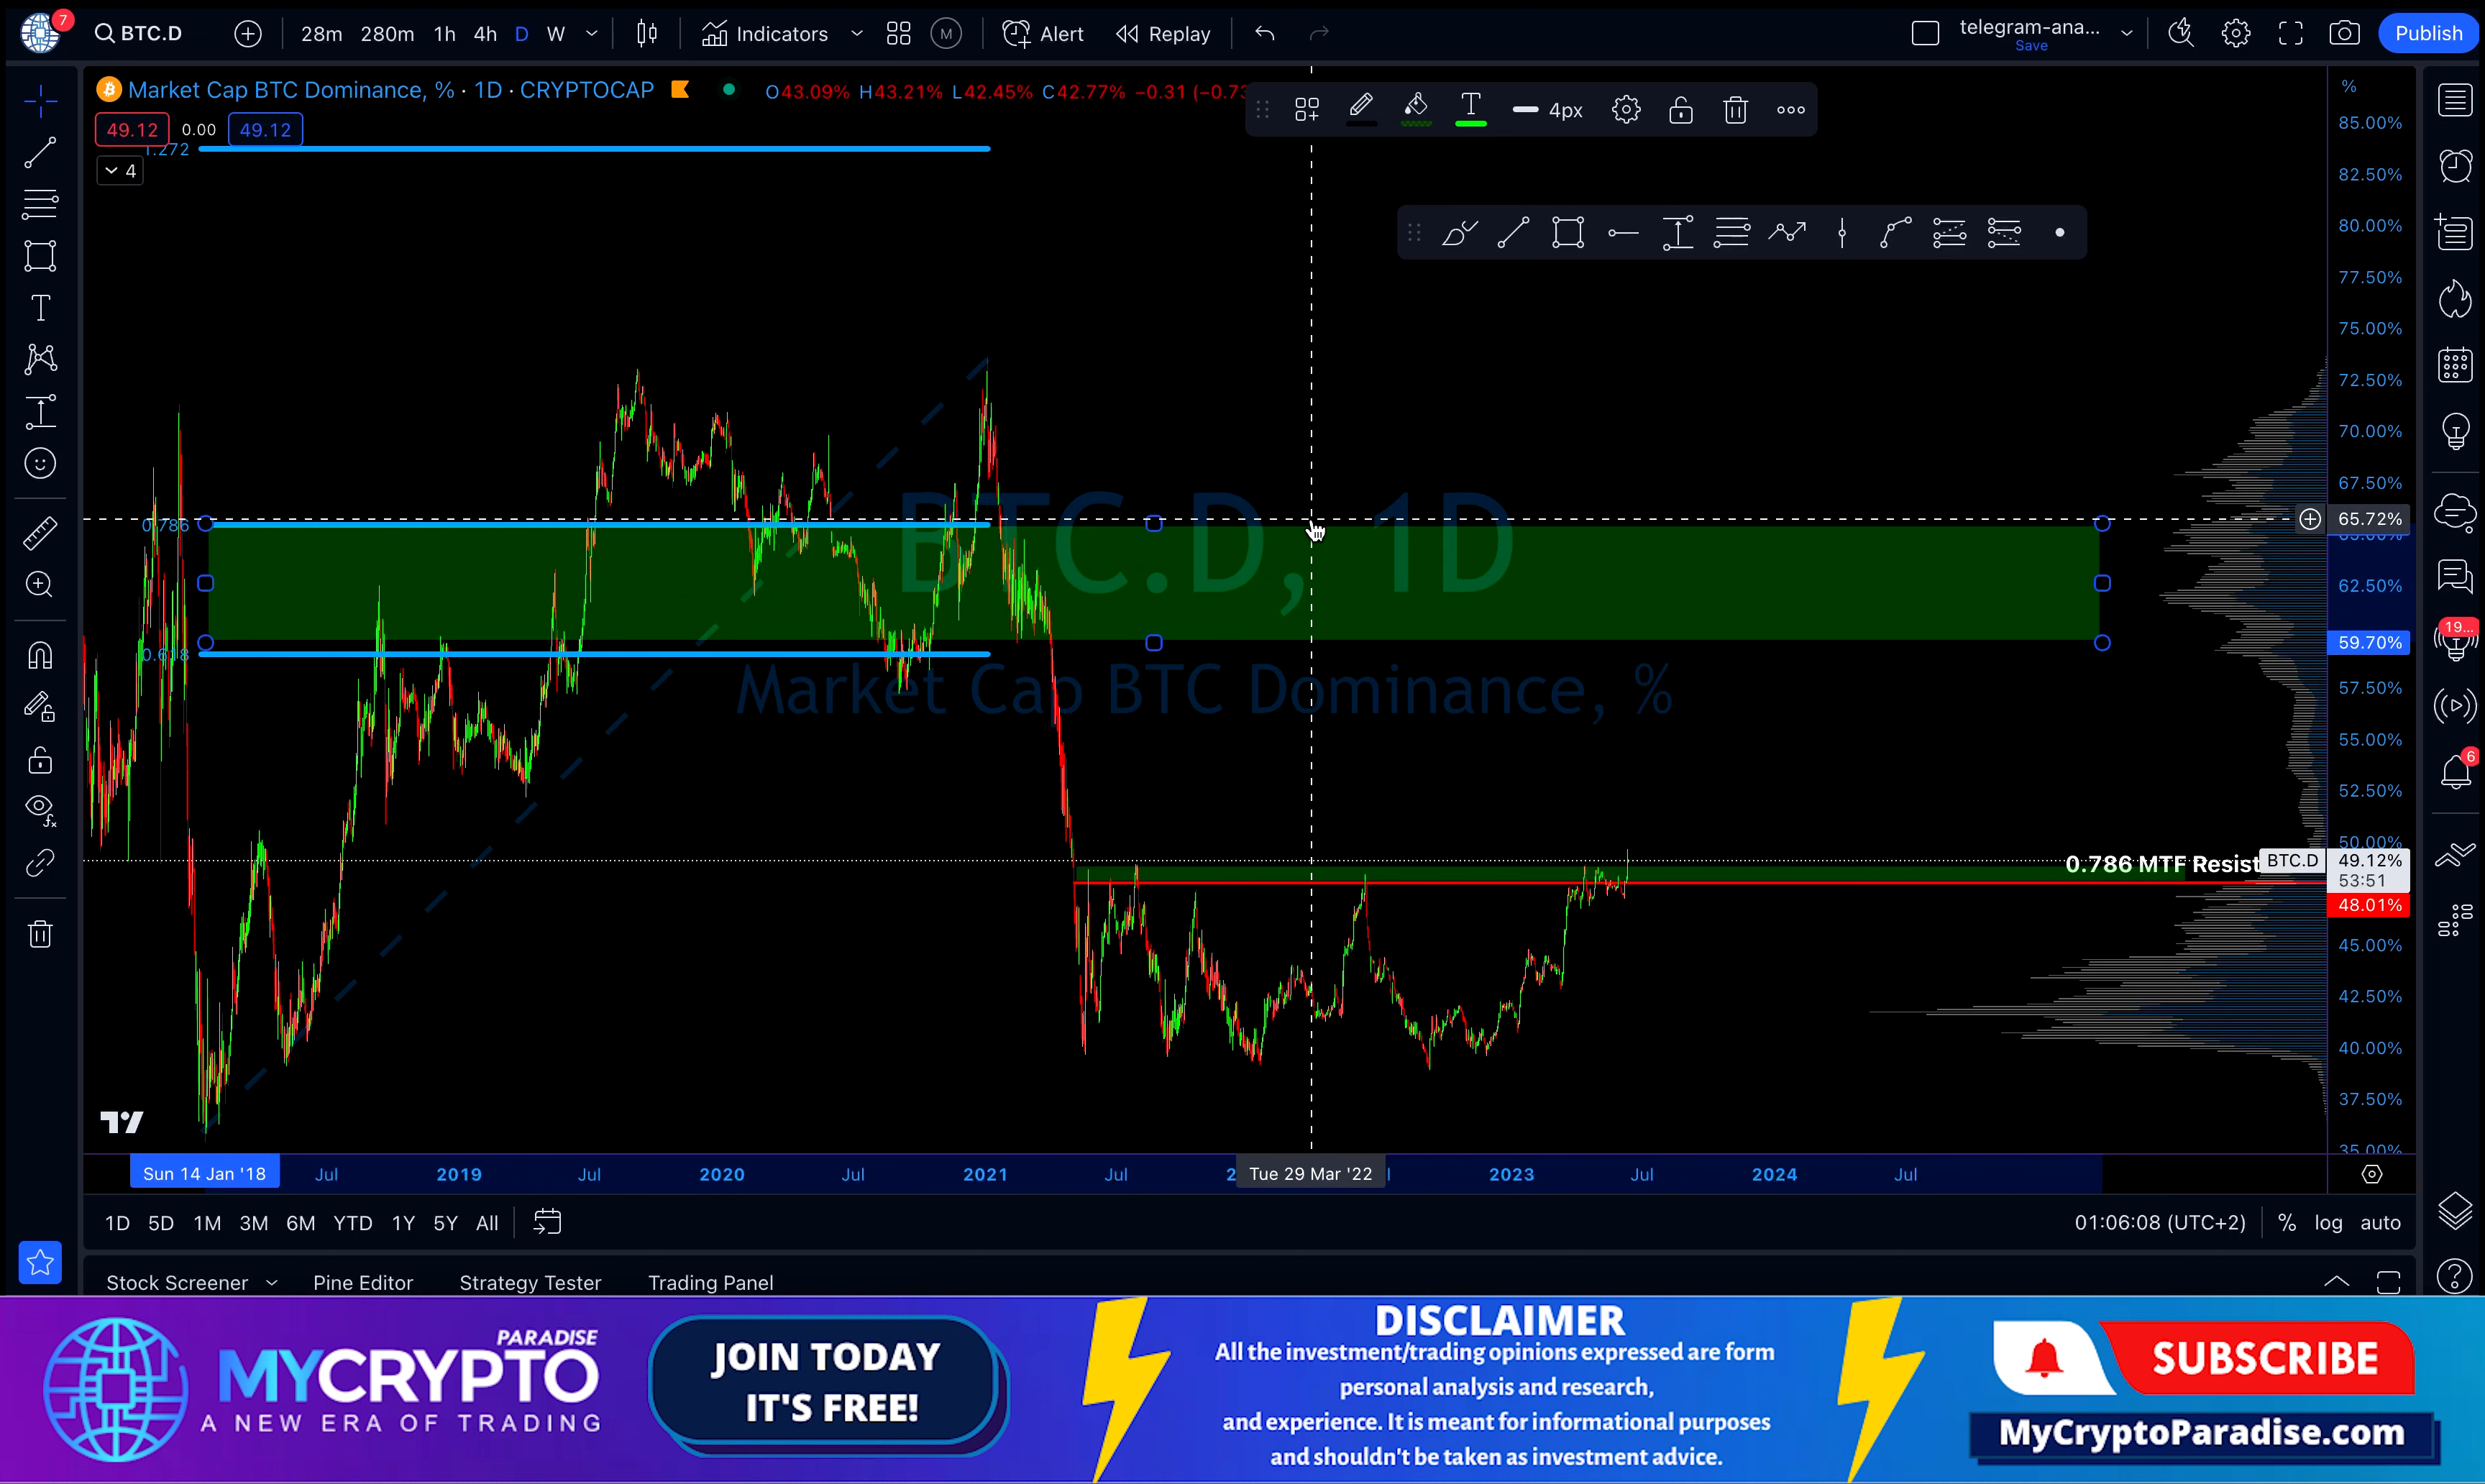 7
BTC.D
28m 280m 1h 4h D W
Indicators
M
Alert
Replay
telegram-ana...
Save
Publish
Market Cap BTC Dominance, % · 1D · CRYPTOCAP
O43.09% H43.21% L42.45% C42.77% −0.31
49.12 0.00 49.12
1.272
4
4px
%
85.00%
82.50%
80.00%
77.50%
75.00%
72.50%
70.00%
67.50%
0.786
65.72%
62.50%
BTC.D, 1D
0.618
59.70%
Market Cap BTC Dominance, %
57.50%
55.00%
52.50%
50.00%
0.786 MTF Resist
BTC.D
49.12%
53:51
48.01%
45.00%
42.50%
40.00%
37.50%
35.00%
19...
6
Sun 14 Jan '18 Jul 2019 Jul 2020 Jul 2021 Jul Tue 29 Mar '22 2023 Jul 2024 Jul
1D 5D 1M 3M 6M YTD 1Y 5Y All
01:06:08 (UTC+2) % log auto
Stock Screener Pine Editor Strategy Tester Trading Panel
PARADISE
MYCRYPTO
A NEW ERA OF TRADING
JOIN TODAY
IT'S FREE!
DISCLAIMER
All the investment/trading opinions expressed are form
personal analysis and research,
and experience. It is meant for informational purposes
and shouldn't be taken as investment advice.
SUBSCRIBE
MyCryptoParadise.com